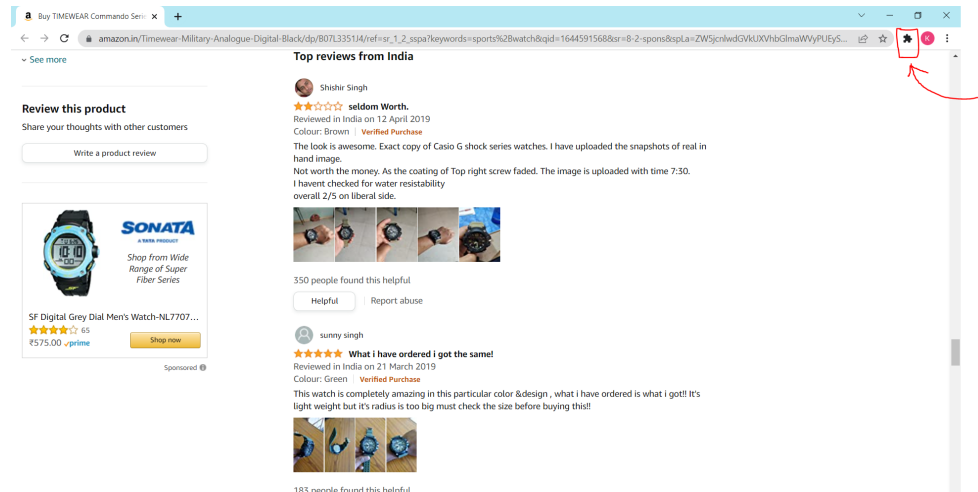 Buy TIMEWEAR Commando Serie
amazon.in/Timewear-Military-Analogue-Digital-Black/dp/B07L3351J4/ref=sr_1_2_sspa?keywords=sports%2Bwatch&qid=1644591568&sr=8-2-spons&spLa=ZW5jcnlwdGVkUXVhbGlmaWVyPUEyS...
K
See more
Review this product
Share your thoughts with other customers
Write a product review
SONATA
A TATA PRODUCT
Shop from Wide
Range of Super
Fiber Series
10:10
SF Digital Grey Dial Men's Watch-NL7707...
65
₹575.00 prime
Shop now
Sponsored
Top reviews from India
Shishir Singh
seldom Worth.
Reviewed in India on 12 April 2019
Colour: Brown | Verified Purchase
The look is awesome. Exact copy of Casio G shock series watches. I have uploaded the snapshots of real in
hand image.
Not worth the money. As the coating of Top right screw faded. The image is uploaded with time 7:30.
I havent checked for water resistability
overall 2/5 on liberal side.
350 people found this helpful
Helpful | Report abuse
sunny singh
What i have ordered i got the same!
Reviewed in India on 21 March 2019
Colour: Green | Verified Purchase
This watch is completely amazing in this particular color &design , what i have ordered is what i got!! It's
light weight but it's radius is too big must check the size before buying this!!
183 people found this helpful